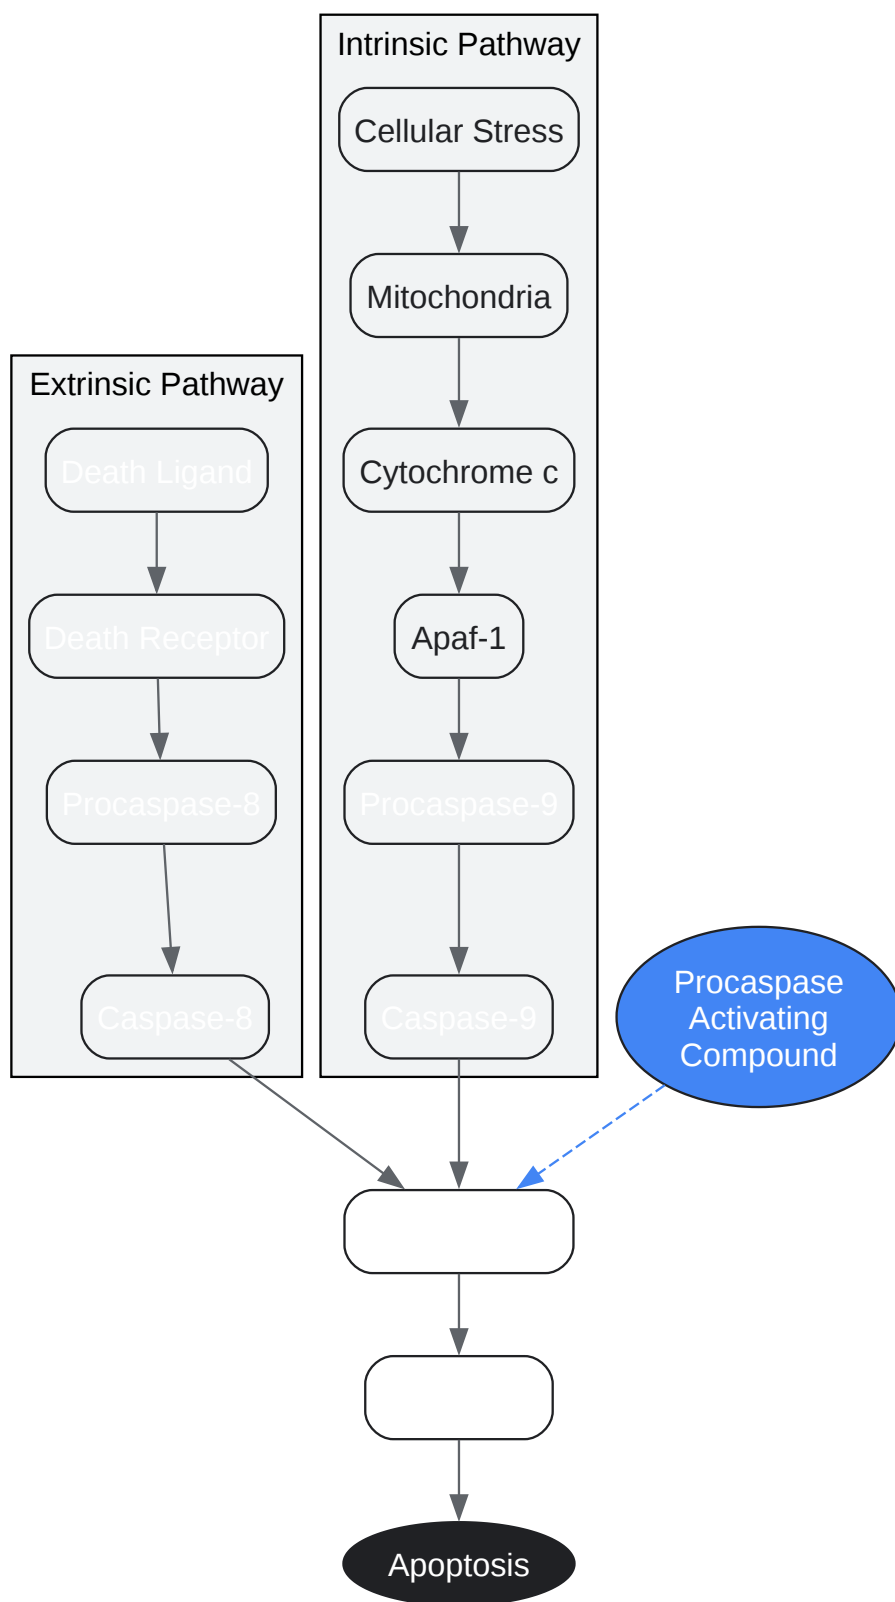 Intrinsic Pathway
Cellular Stress
Mitochondria
Cytochrome c
Apaf-1
Procaspase-9
Caspase-9
Extrinsic Pathway
Death Ligand
Death Receptor
Procaspase-8
Caspase-8
Procaspase
Activating
Compound
Apoptosis